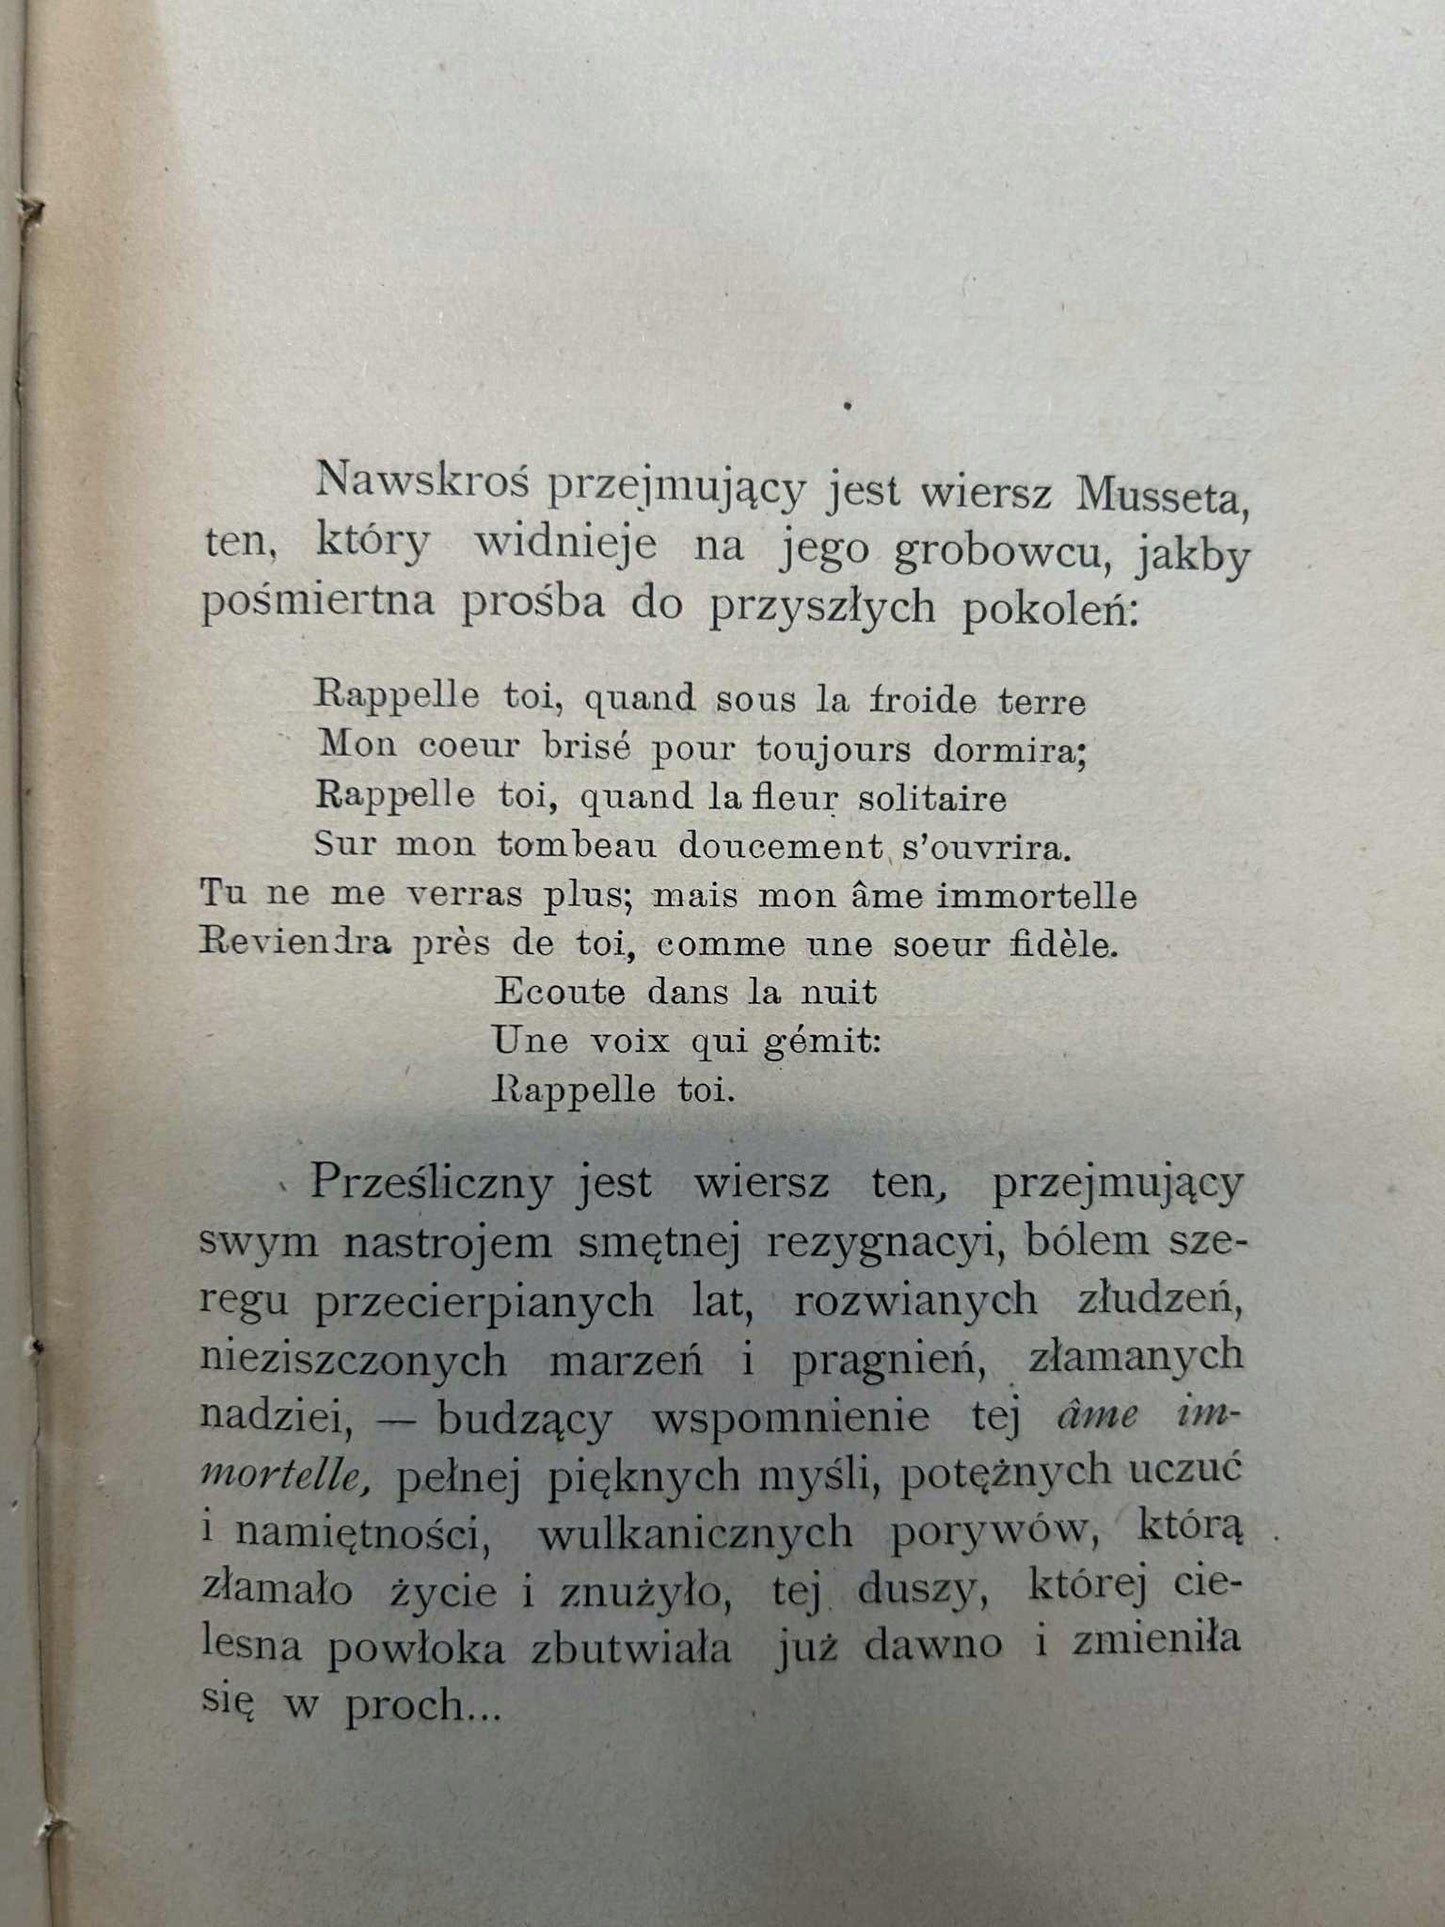 Nawskroś przejmujący jest wiersz Musseta,
ten, który widnieje na jego grobowcu, jakby
pośmiertna prośba do przyszłych pokoleń:
Rappelle toi, quand sous la froide terre
Mon coeur brisé pour toujours dormira;
Rappelle toi, quand la fleur solitaire
Sur mon tombeau doucement s'ouvrira.
Tu ne me verras plus; mais mon âme immortelle
Reviendra près de toi, comme une soeur fidèle.
Ecoute dans la nuit
Une voix qui gémit:
Rappelle toi.
Prześliczny jest wiersz ten, przejmujący
swym nastrojem smętnej rezygnacyi, bólem sze-
regu przecierpianych lat, rozwianych złudzeń,
nieziszczonych marzeń i pragnień, złamanych
nadziei, — budzący wspomnienie tej âme im-
mortelle, pełnej pięknych myśli, potężnych uczuć
i namiętności, wulkanicznych porywów, którą
złamało życie i znużyło, tej duszy, której cie-
lesna powłoka zbutwiała już dawno i zmieniła
się w proch...